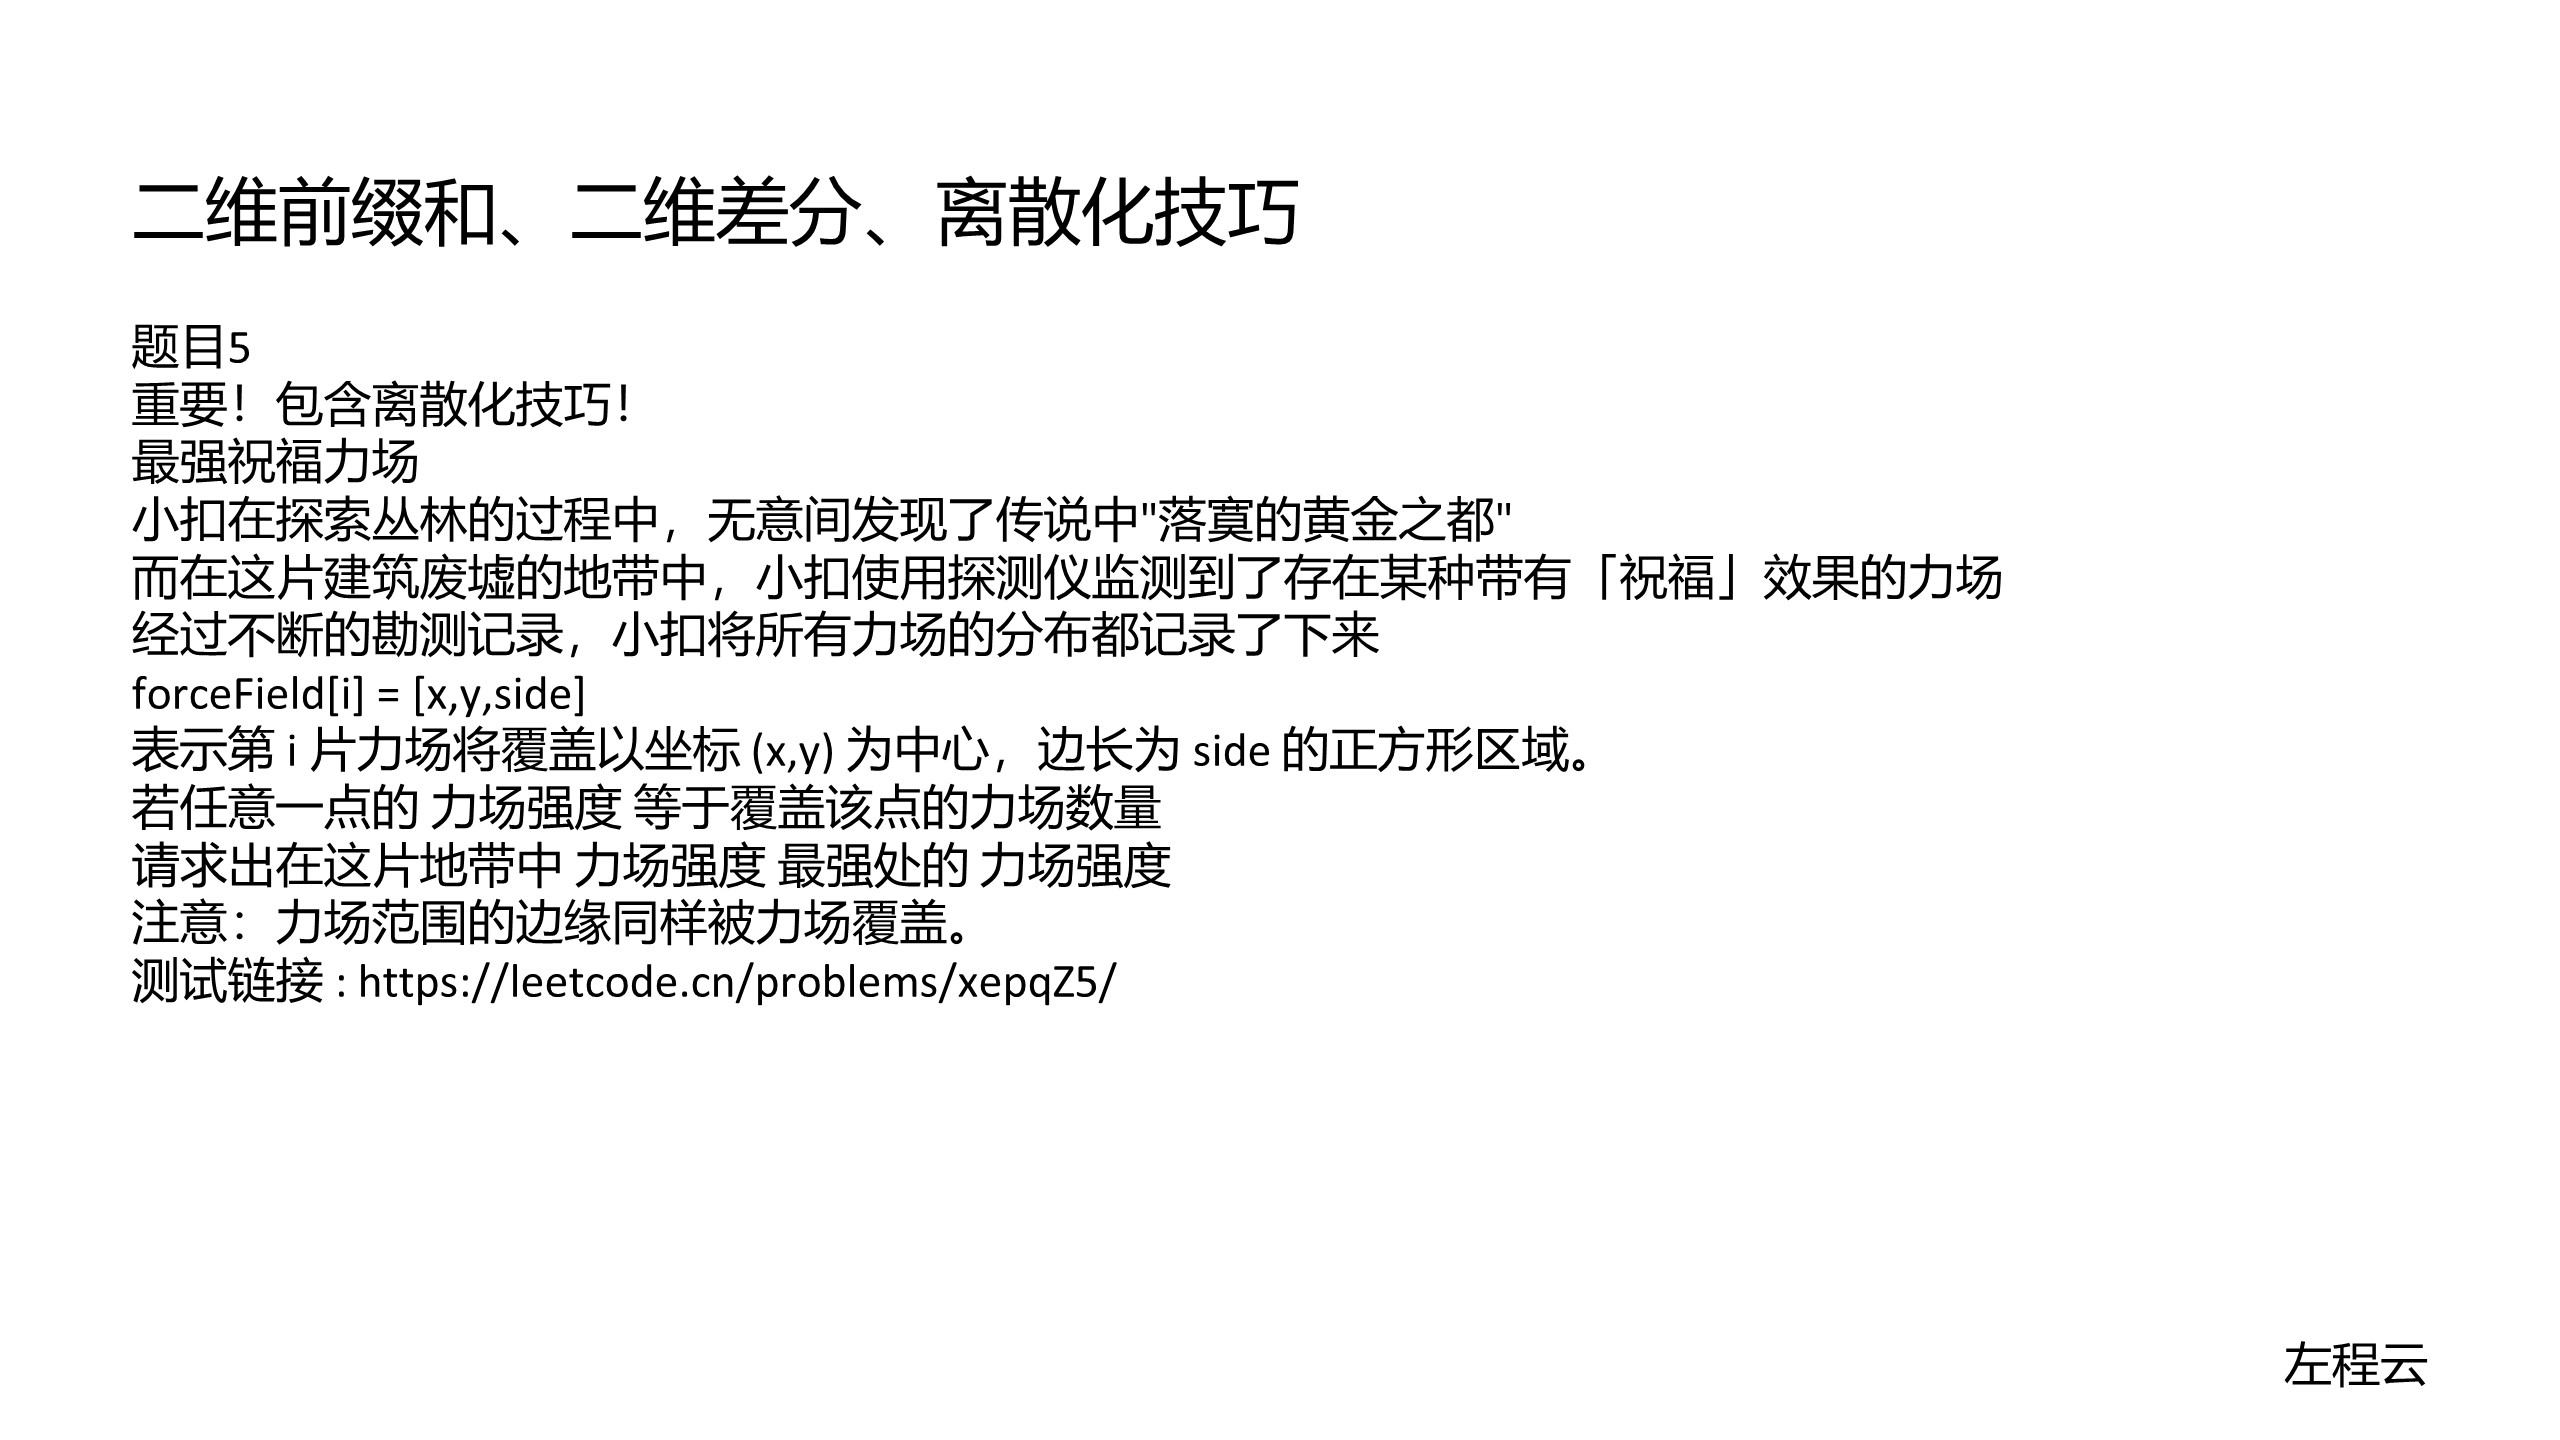 二维前缀和、二维差分、离散化技巧
题目5
重要！包含离散化技巧！
最强祝福力场
小扣在探索丛林的过程中，无意间发现了传说中"落寞的黄金之都"
而在这片建筑废墟的地带中，小扣使用探测仪监测到了存在某种带有「祝福」效果的力场
经过不断的勘测记录，小扣将所有力场的分布都记录了下来
forceField[i] = [x,y,side]
表示第 i 片力场将覆盖以坐标 (x,y) 为中心，边长为 side 的正方形区域。
若任意一点的 力场强度 等于覆盖该点的力场数量
请求出在这片地带中 力场强度 最强处的 力场强度
注意：力场范围的边缘同样被力场覆盖。
测试链接 : https://leetcode.cn/problems/xepqZ5/
左程云